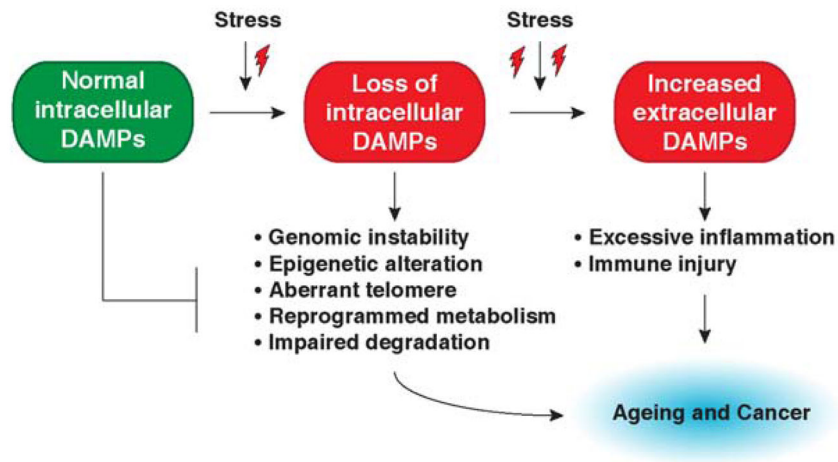 Stress
Stress
Normal
intracellular
DAMPs
Loss of
intracellular
DAMPs
Increased
extracellular
DAMPs
• Genomic instability
• Epigenetic alteration
• Aberrant telomere
• Reprogrammed metabolism
• Impaired degradation
• Excessive inflammation
• Immune injury
Ageing and Cancer